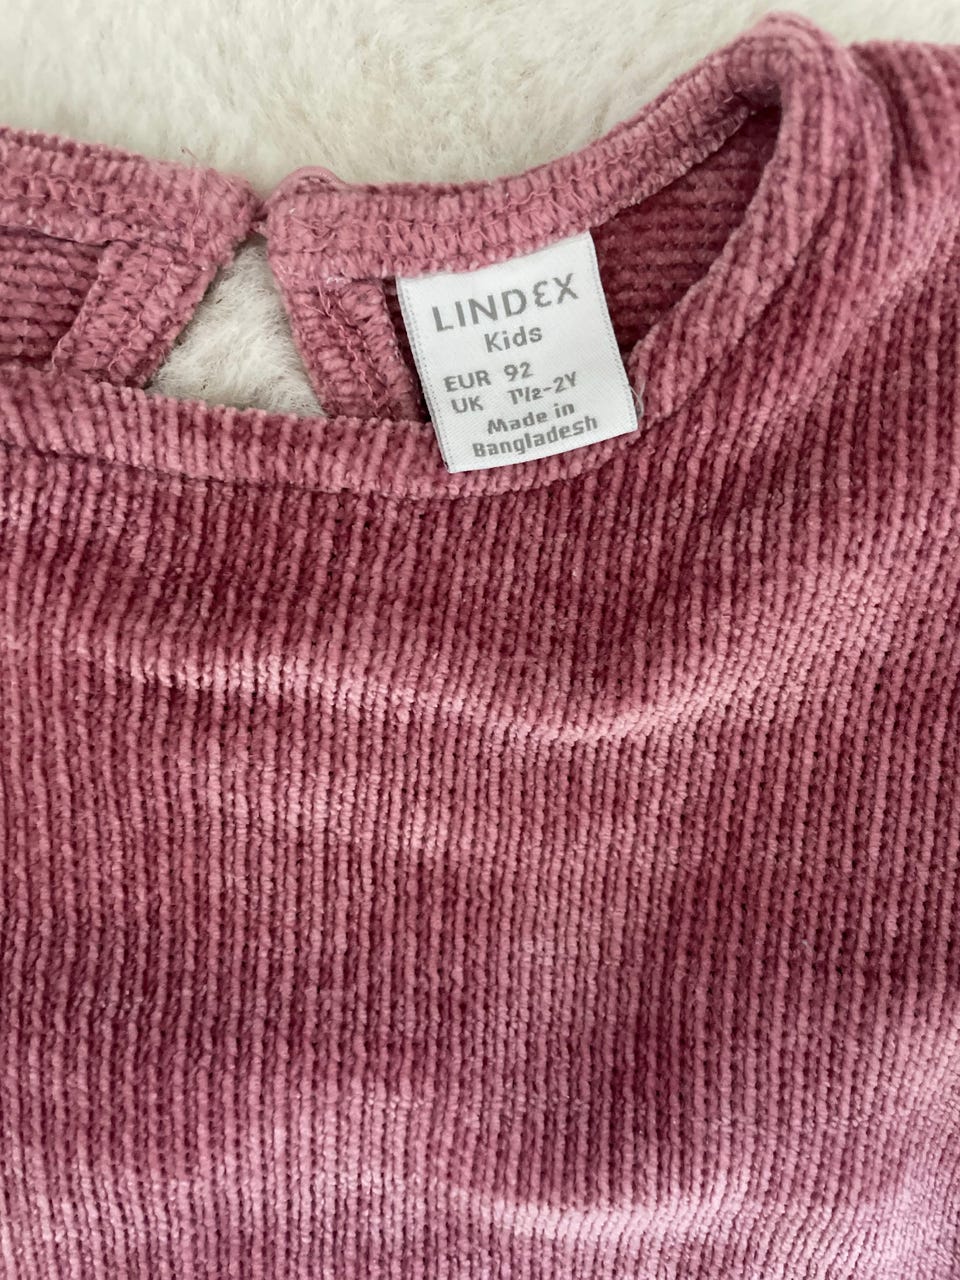 LINDEX
Kids
EUR 92
UK 1½-2Y
Made in
Bangladesh